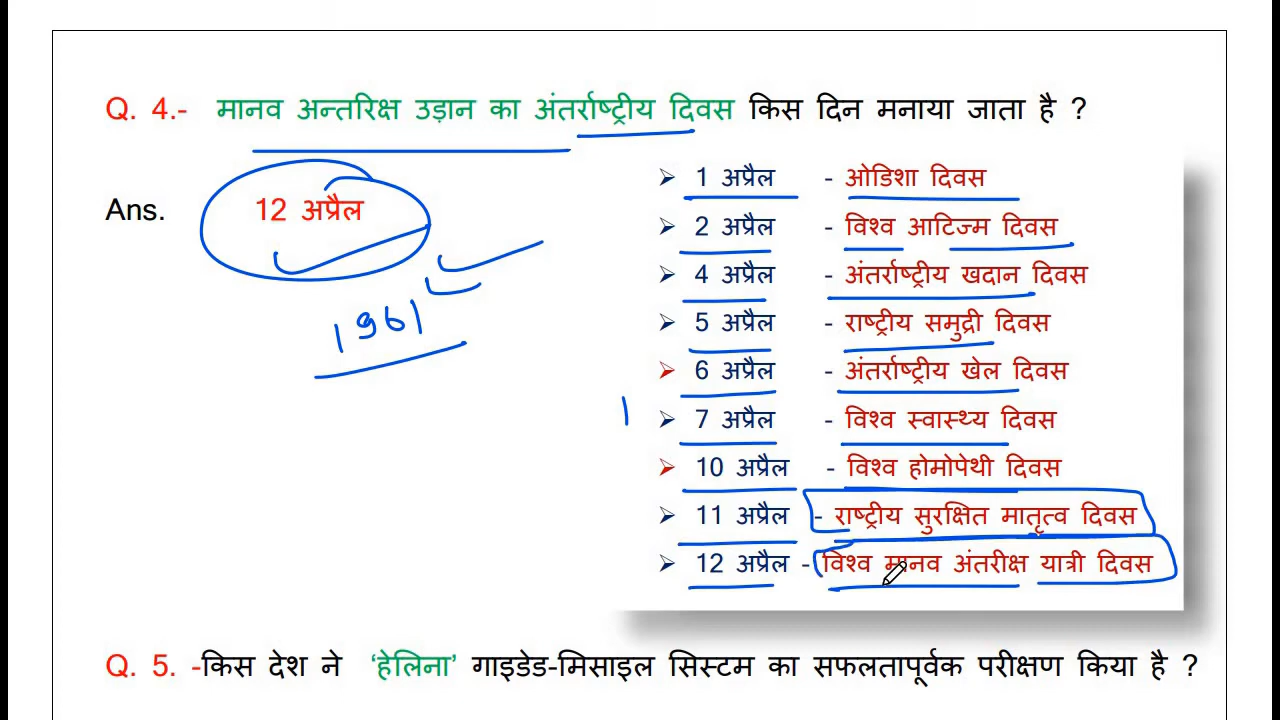 Q. 4.- मानव अन्तरिक्ष उड़ान का अंतर्राष्ट्रीय दिवस किस दिन मनाया जाता है ?
Ans. 12 अप्रैल
1961
➢ 1 अप्रैल - ओडिशा दिवस
➢ 2 अप्रैल - विश्व आटिज्म दिवस
➢ 4 अप्रैल - अंतर्राष्ट्रीय खदान दिवस
➢ 5 अप्रैल - राष्ट्रीय समुद्री दिवस
➢ 6 अप्रैल - अंतर्राष्ट्रीय खेल दिवस
➢ 7 अप्रैल - विश्व स्वास्थ्य दिवस
➢ 10 अप्रैल - विश्व होमोपेथी दिवस
➢ 11 अप्रैल - राष्ट्रीय सुरक्षित मातृत्व दिवस
➢ 12 अप्रैल - विश्व मानव अंतरीक्ष यात्री दिवस
Q. 5. -किस देश ने ‘हेलिना’ गाइडेड-मिसाइल सिस्टम का सफलतापूर्वक परीक्षण किया है ?